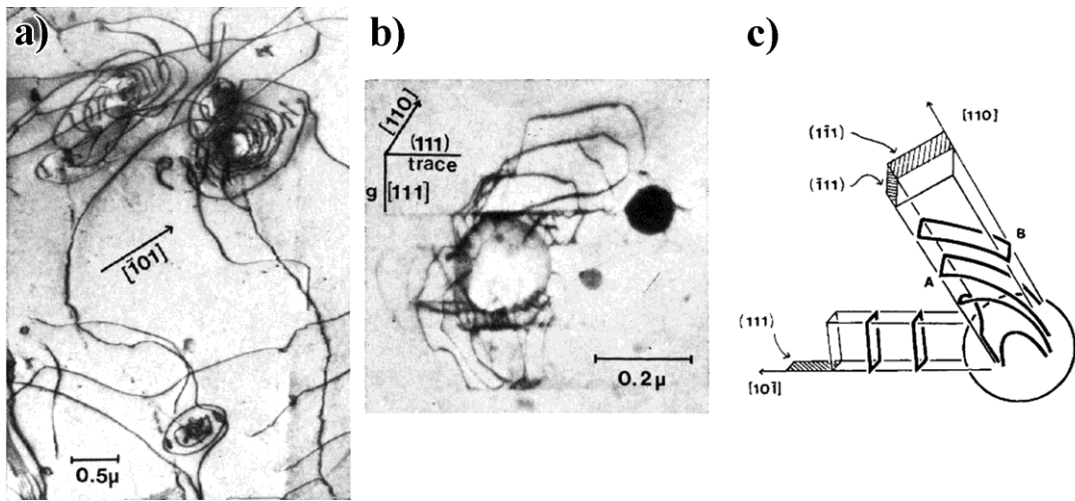 a)
[1̄01]
0.5μ
b)
[110]
(111)
trace
g [111]
0.2μ
c)
[110]
(11̄1)
(1̄11)
B
A
(111)
[101̄]